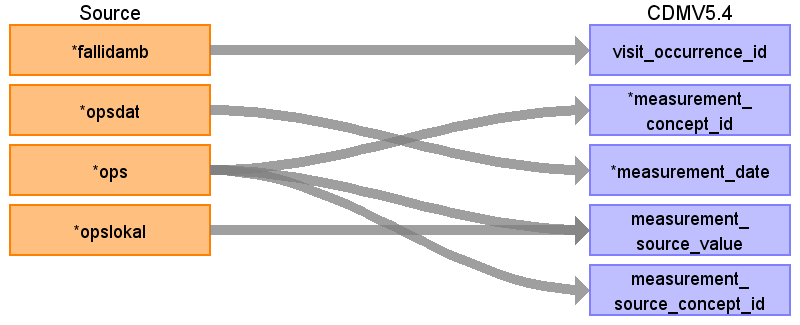 Source
CDMV5.4
*fallidamb
visit_occurrence_id
*opsdat
*measurement_
concept_id
*ops
*measurement_date
*opslokal
measurement_
source_value
measurement_
source_concept_id